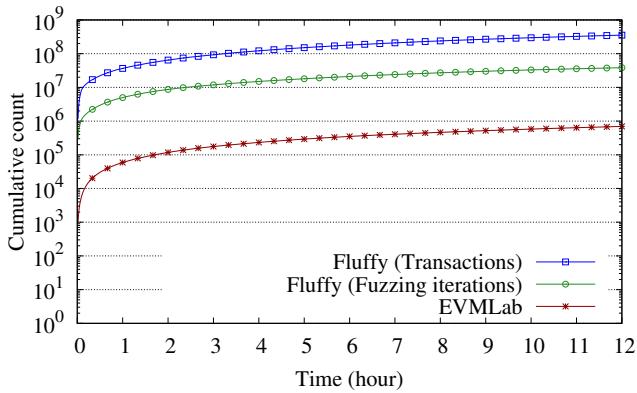 10^9
10^8
10^7
10^6
10^5
10^4
10^3
10^2
10^1
10^0
Cumulative count
Fluffy (Transactions)
Fluffy (Fuzzing iterations)
EVMLab
0 1 2 3 4 5 6 7 8 9 10 11 12
Time (hour)